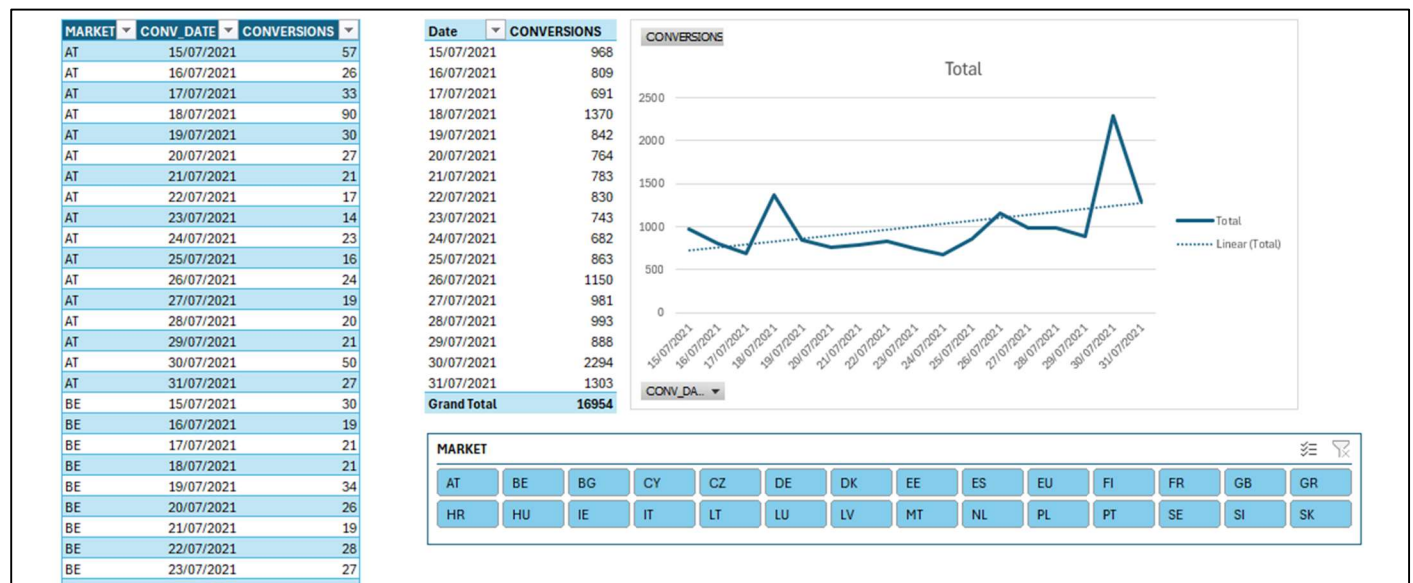 MARKET CONV_DATE CONVERSIONS
AT 15/07/2021 57
AT 16/07/2021 26
AT 17/07/2021 33
AT 18/07/2021 90
AT 19/07/2021 30
AT 20/07/2021 27
AT 21/07/2021 21
AT 22/07/2021 17
AT 23/07/2021 14
AT 24/07/2021 23
AT 25/07/2021 16
AT 26/07/2021 24
AT 27/07/2021 19
AT 28/07/2021 20
AT 29/07/2021 21
AT 30/07/2021 50
AT 31/07/2021 27
BE 15/07/2021 30
BE 16/07/2021 19
BE 17/07/2021 21
BE 18/07/2021 21
BE 19/07/2021 34
BE 20/07/2021 26
BE 21/07/2021 19
BE 22/07/2021 28
BE 23/07/2021 27
Date CONVERSIONS
15/07/2021 968
16/07/2021 809
17/07/2021 691
18/07/2021 1370
19/07/2021 842
20/07/2021 764
21/07/2021 783
22/07/2021 830
23/07/2021 743
24/07/2021 682
25/07/2021 863
26/07/2021 1150
27/07/2021 981
28/07/2021 993
29/07/2021 888
30/07/2021 2294
31/07/2021 1303
Grand Total 16954
CONVERSIONS
Total
2500
2000
1500
1000
500
0
15/07/2021 16/07/2021 17/07/2021 18/07/2021 19/07/2021 20/07/2021 21/07/2021 22/07/2021 23/07/2021 24/07/2021 25/07/2021 26/07/2021 27/07/2021 28/07/2021 29/07/2021 30/07/2021 31/07/2021
Total
Linear (Total)
CONV_DA..
MARKET
AT BE BG CY CZ DE DK EE ES EU FI FR GB GR
HR HU IE IT LT LU LV MT NL PL PT SE SI SK